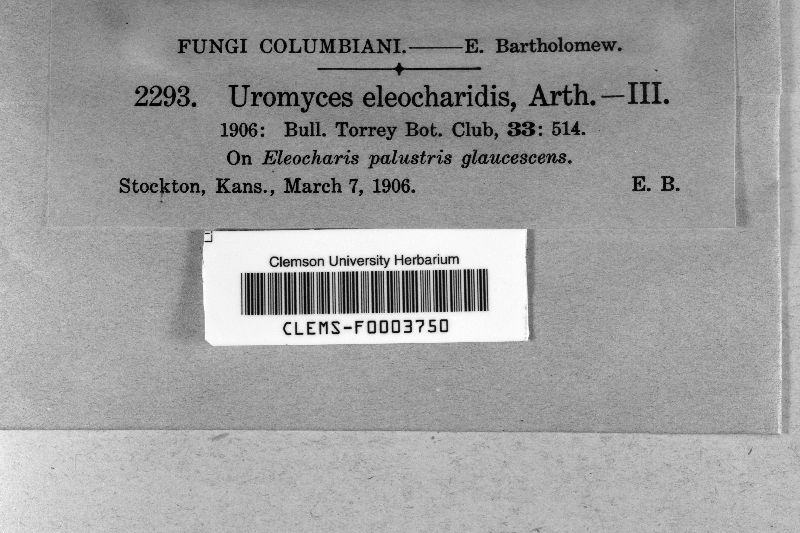 FUNGI COLUMBIANI.——E. Bartholomew.
2293. Uromyces eleocharidis, Arth.—III.
1906: Bull. Torrey Bot. Club, 33: 514.
On Eleocharis palustris glaucescens.
Stockton, Kans., March 7, 1906. E. B.
Clemson University Herbarium
CLEMS-F0003750